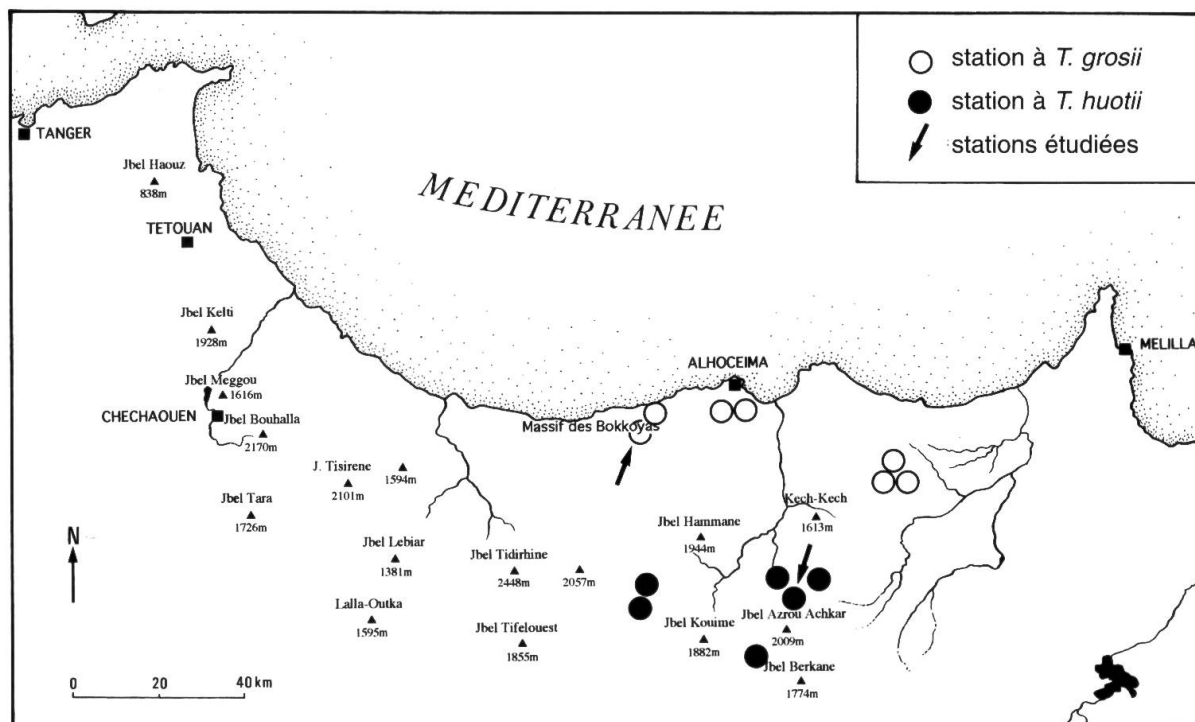 station à T. grosii
station à T. huotii
stations étudiées
TANGER
Jbel Haouz
838m
TETOUAN
MEDITERRANEE
Jbel Kelti
1928m
MELILLA
ALHOCEIMA
Jbel Meggou
1616m
CHECHAOUEN
Jbel Bouhalla
2170m
Massif des Bokkoyas
J. Tisirene
2101m
1594m
Jbel Tara
1726m
Kech-Kech
1613m
Jbel Hammane
1944m
N
Jbel Lebiar
1381m
Jbel Tidirhine
2448m
2057m
Lalla-Outka
1595m
Jbel Tifelouest
1855m
Jbel Kouime
1882m
Jbel Azrou Achkar
2009m
Jbel Berkane
1774m
0 20 40 km